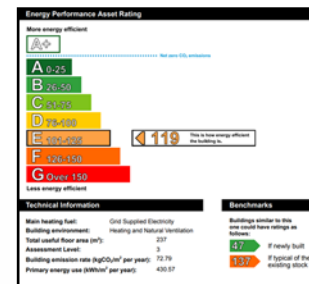 Energy Performance Asset Rating
More energy efficient
A+
Net zero CO₂ emissions
A 0-25
B 26-50
C 51-75
D 76-100
E 101-125
119
This is how energy efficient
the building is.
F 126-150
G Over 150
Less energy efficient
Technical Information
Main heating fuel: Grid Supplied Electricity
Building environment: Heating and Natural Ventilation
Total useful floor area (m²): 237
Assessment Level: 3
Building emission rate (kgCO₂/m² per year): 72.79
Primary energy use (kWh/m² per year): 430.57
Benchmarks
Buildings similar to this
one could have ratings as
follows:
47 If newly built
137 If typical of the
existing stock